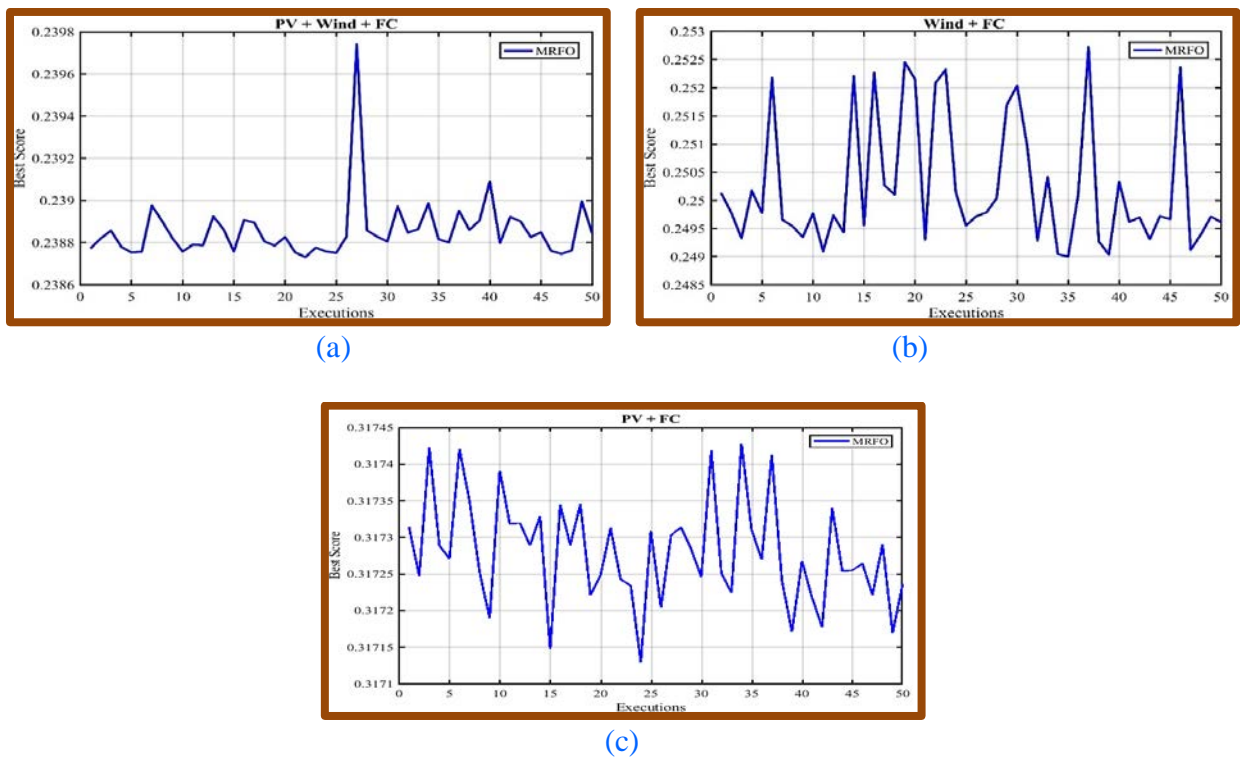 PV + Wind + FC
0.2398
0.2396
0.2394
0.2392
0.239
0.2388
0.2386
Best Score
MRFO
0 5 10 15 20 25 30 35 40 45 50
Executions
(a)
Wind + FC
0.253
0.2525
0.252
0.2515
0.251
0.2505
0.25
0.2495
0.249
0.2485
Best Score
MRFO
0 5 10 15 20 25 30 35 40 45 50
Executions
(b)
PV + FC
0.31745
0.3174
0.31735
0.3173
0.31725
0.3172
0.31715
0.3171
Best Score
MRFO
0 5 10 15 20 25 30 35 40 45 50
Executions
(c)